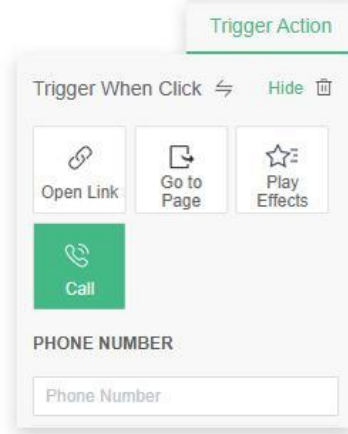 Trigger Action
Trigger When Click Hide
Open Link
Go to
Page
Play
Effects
Call
PHONE NUMBER
Phone Number